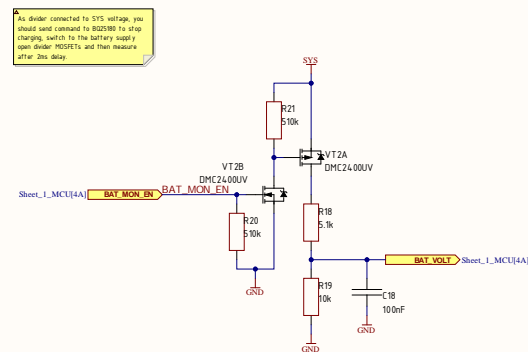 As divider connected to SYS voltage, you
should send command to BQ25180 to stop
charging, switch to the battery supply
open divider MOSFETs and then measure
after 2ms delay.
SYS
R21
510k
VT2A
DMC2400UV
VT2B
DMC2400UV
Sheet_1_MCU[4A]
BAT_MON_EN
BAT_MON_EN
R20
510k
R18
5.1k
BAT_VOLT
Sheet_1_MCU[4A]
GND
R19
10k
C18
100nF
GND
GND